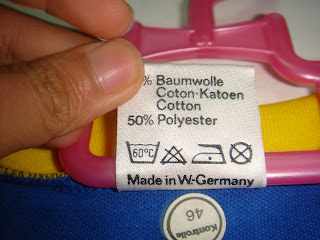 % Baumwolle
Coton-Katoen
Cotton
50% Polyester
60°C
Made in W.-Germany
Kontrolle
46